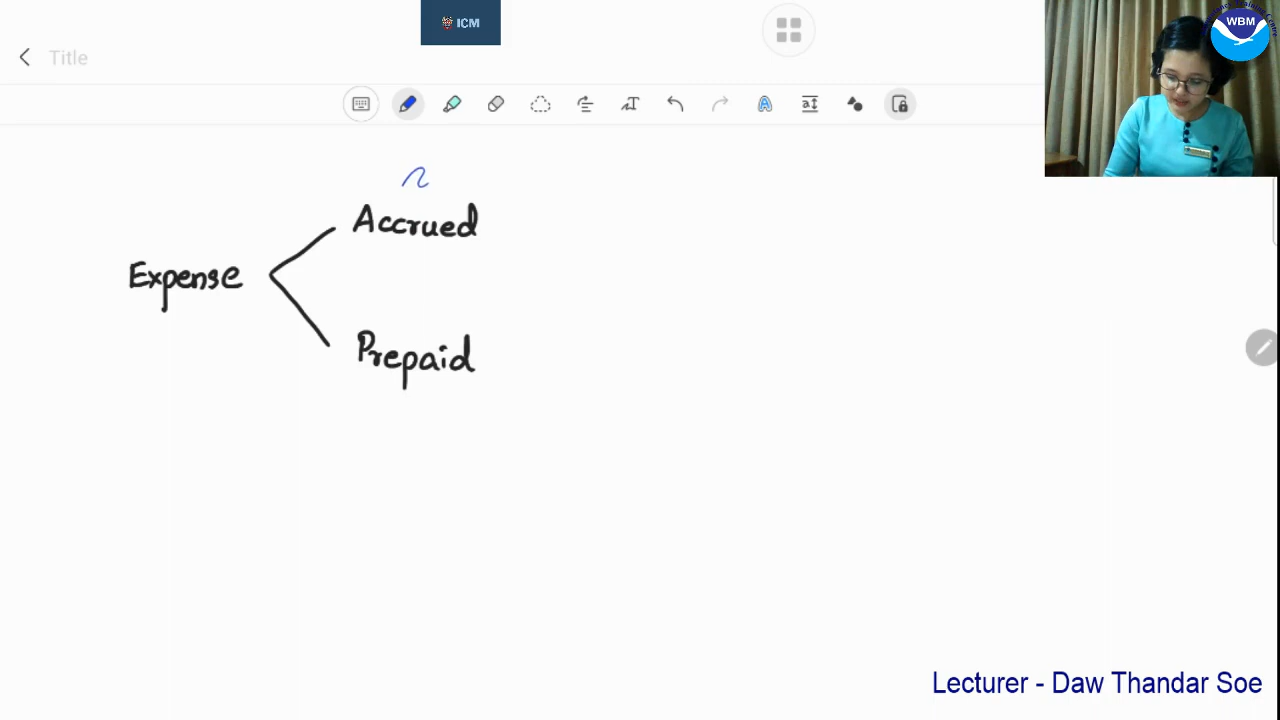 ICM
WBM
Title
Accrued
Expense
Prepaid
Lecturer - Daw Thandar Soe